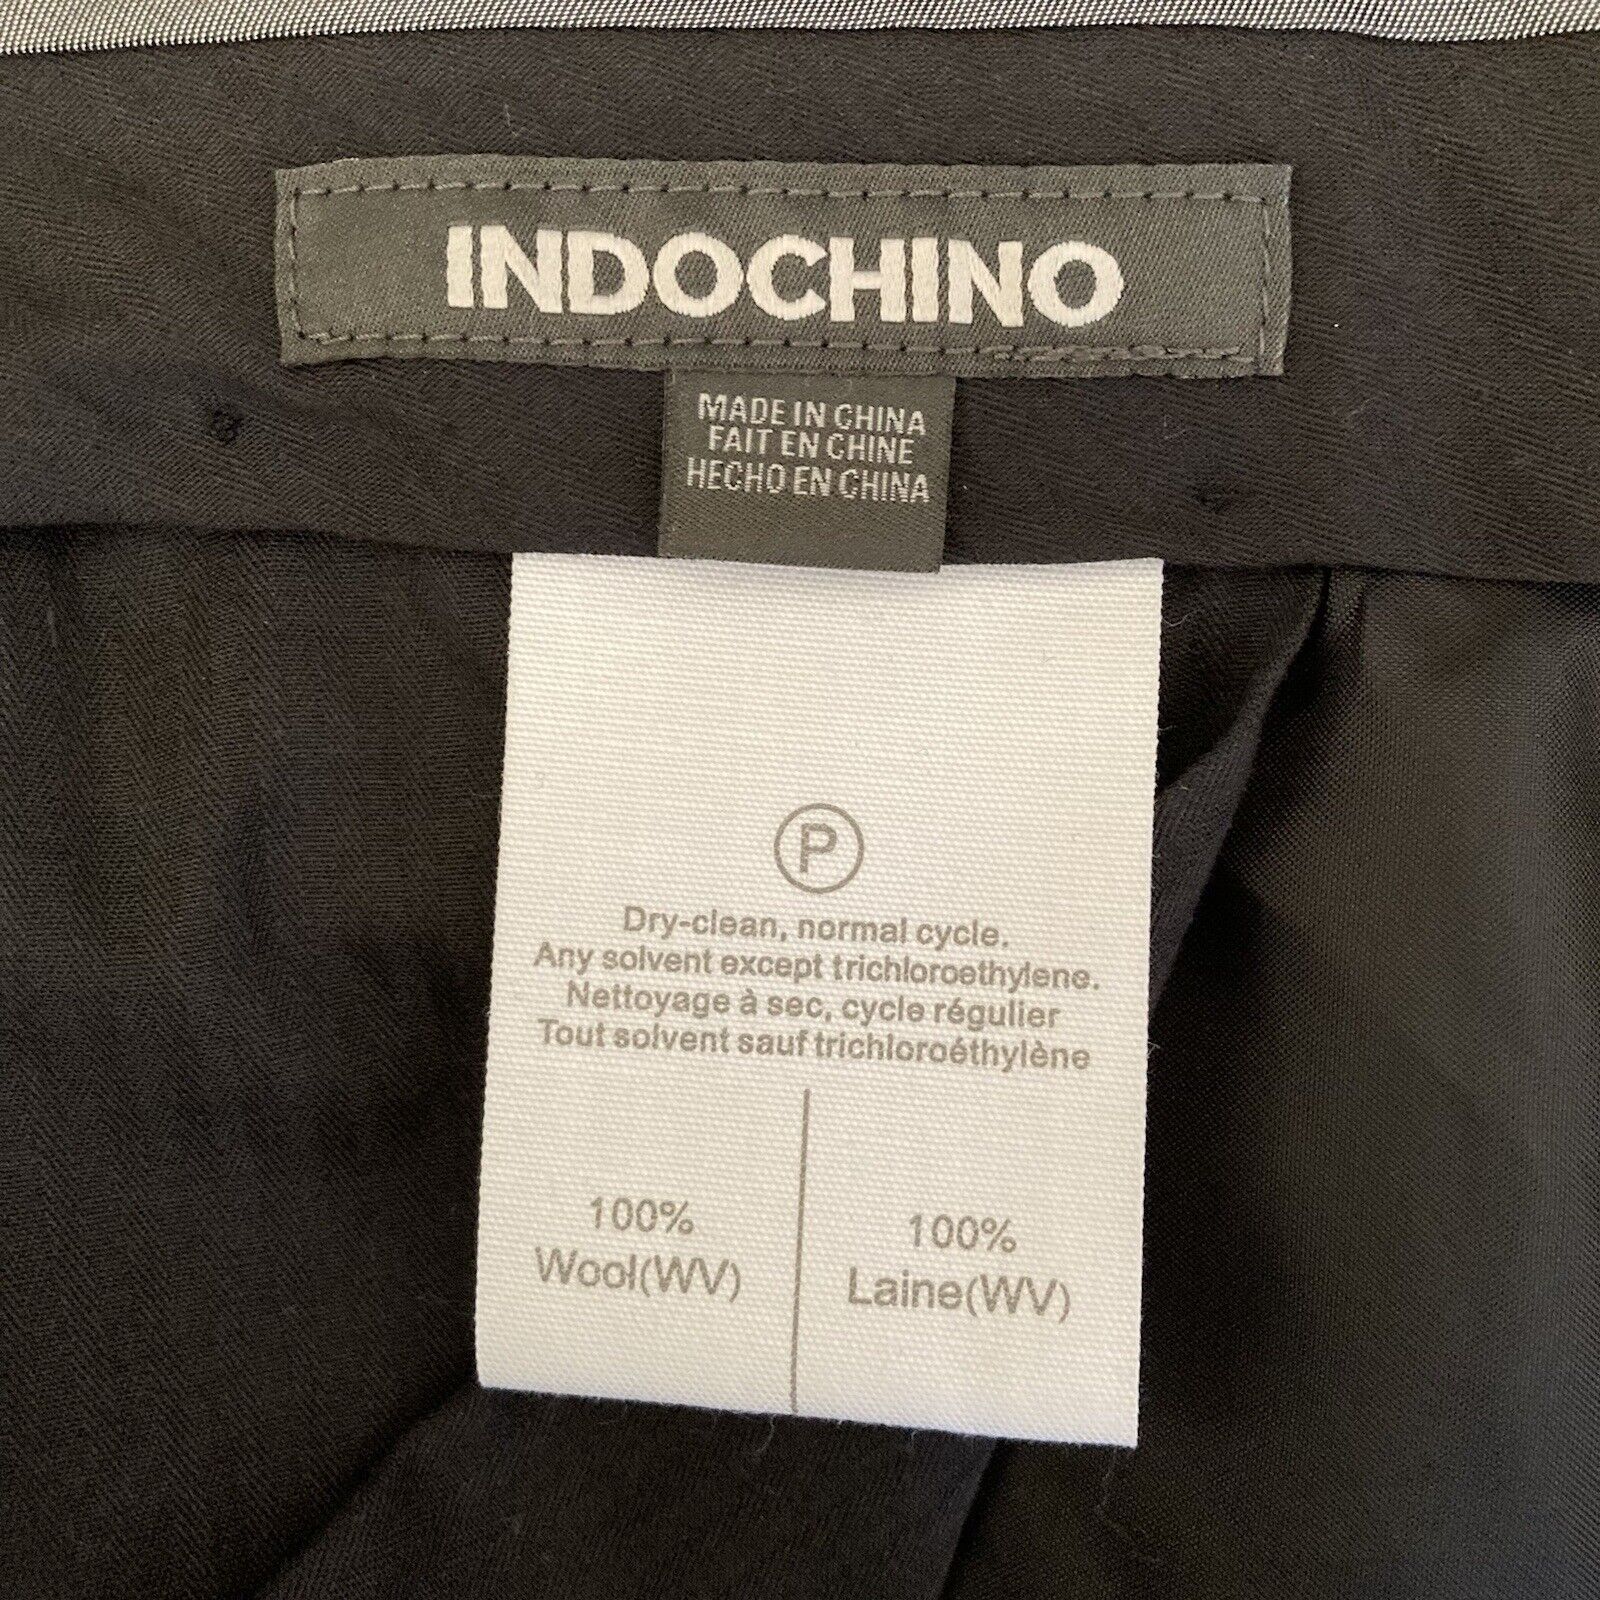 INDOCHINO
MADE IN CHINA
FAIT EN CHINE
HECHO EN CHINA
P
Dry-clean, normal cycle.
Any solvent except trichloroethylene.
Nettoyage à sec, cycle régulier
Tout solvent sauf trichloroéthylène
100%
Wool(WV)
100%
Laine(WV)